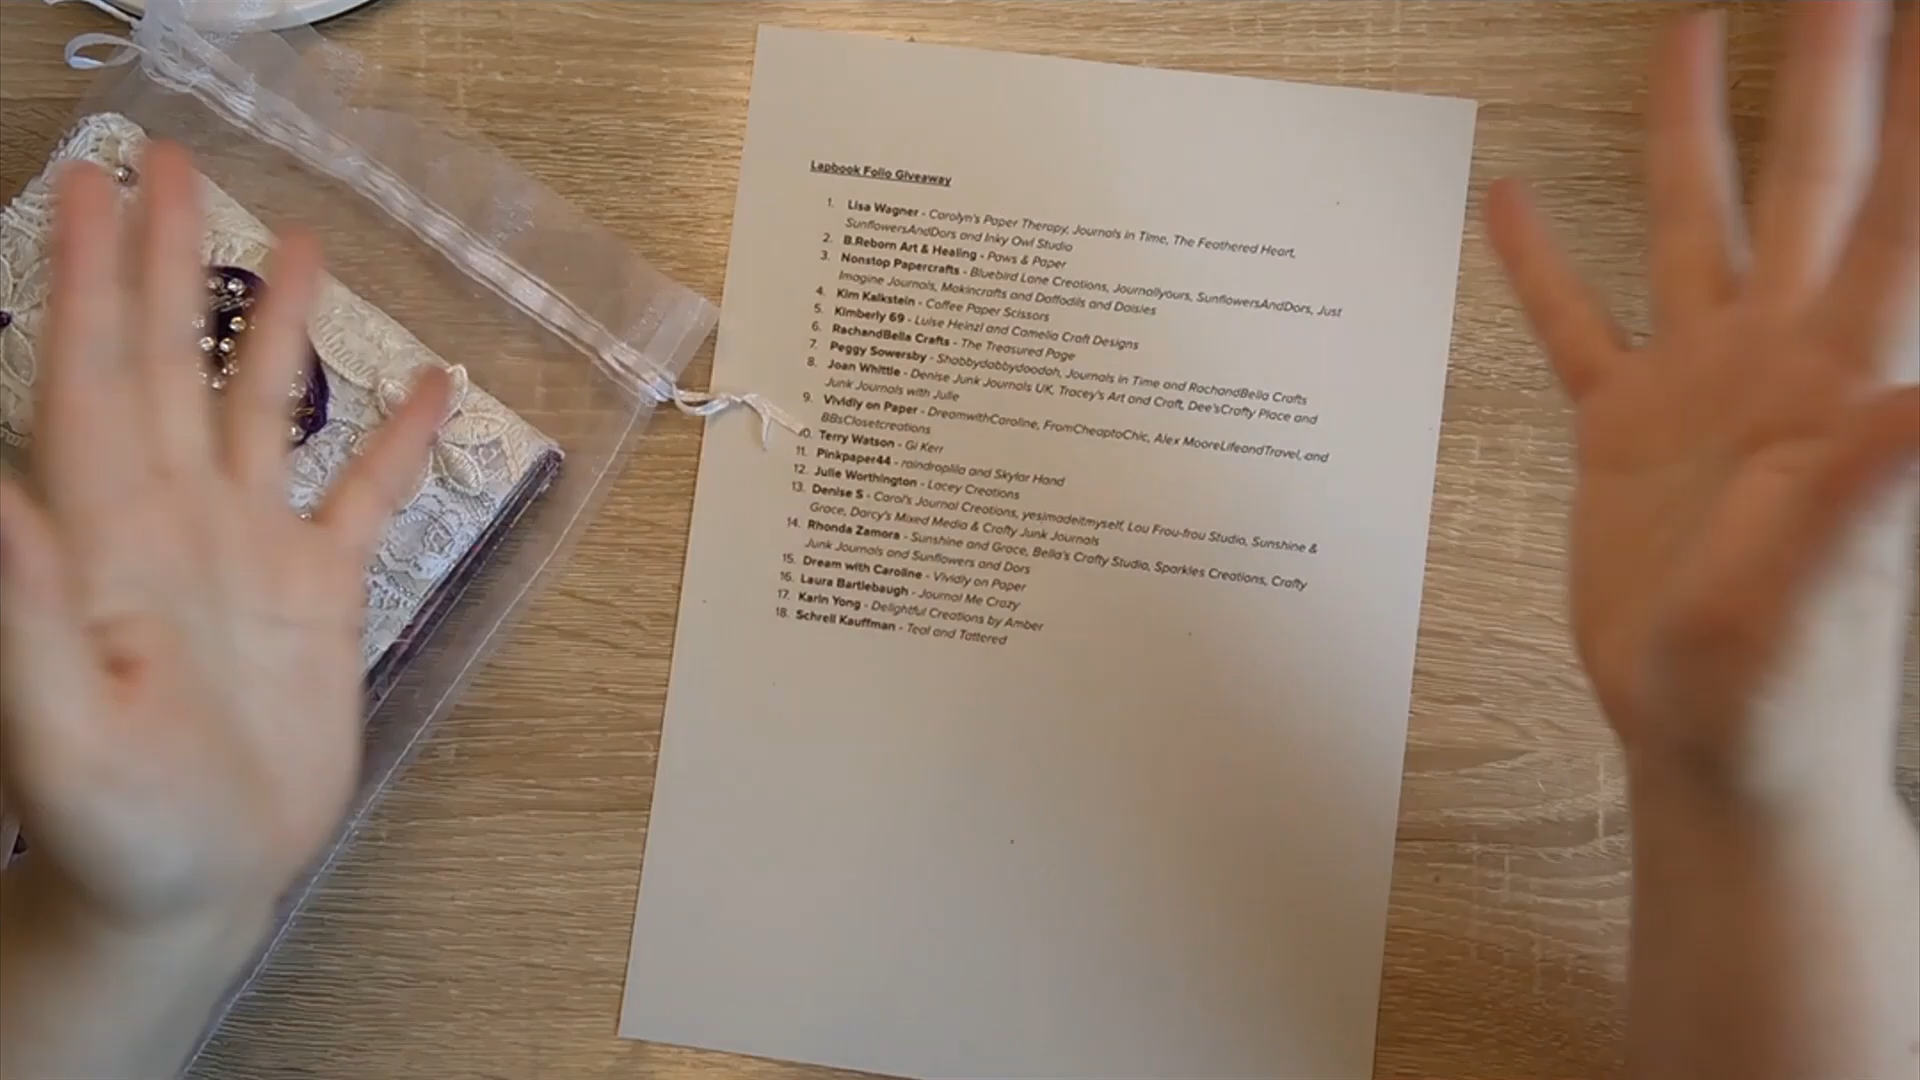 Lapbook Folio Giveaway
1. Lisa Wagner - Carolyn's Paper Therapy, Journals in Time, The Feathered Heart,
SunflowersAndDors and Inky Owl Studio
2. B.Reborn Art & Healing - Paws & Paper
3. Nonstop Papercrafts - Bluebird Lane Creations, Journallyours, SunflowersAndDors, Just
Imagine Journals, Makincrafts and Daffodils and Daisies
4. Kim Kalkstein - Coffee Paper Scissors
5. Kimberly 69 - Luise Heinzl and Camelia Craft Designs
6. RachandBella Crafts - The Treasured Page
7. Peggy Sowersby - Shabbydabbydoodah, Journals in Time and RachandBella Crafts
8. Joan Whittle - Denise Junk Journals UK, Tracey's Art and Craft, Dee'sCrafty Place and
Junk Journals with Julie
9. Vividly on Paper - DreamwithCaroline, FromCheaptoChic, Alex MooreLifeandTravel, and
BBsClosetcreations
10. Terry Watson - Gi Kerr
11. Pinkpaper44 - raindroplila and Skylar Hand
12. Julie Worthington - Lacey Creations
13. Denise S - Carol's Journal Creations, yesimadeitmyself, Lou Frou-frou Studio, Sunshine &
Grace, Darcy's Mixed Media & Crafty Junk Journals
14. Rhonda Zamora - Sunshine and Grace, Bella's Crafty Studio, Sparkles Creations, Crafty
Junk Journals and Sunflowers and Dors
15. Dream with Caroline - Vividly on Paper
16. Laura Bartlebaugh - Journal Me Crazy
17. Karin Yong - Delightful Creations by Amber
18. Schrell Kauffman - Teal and Tattered